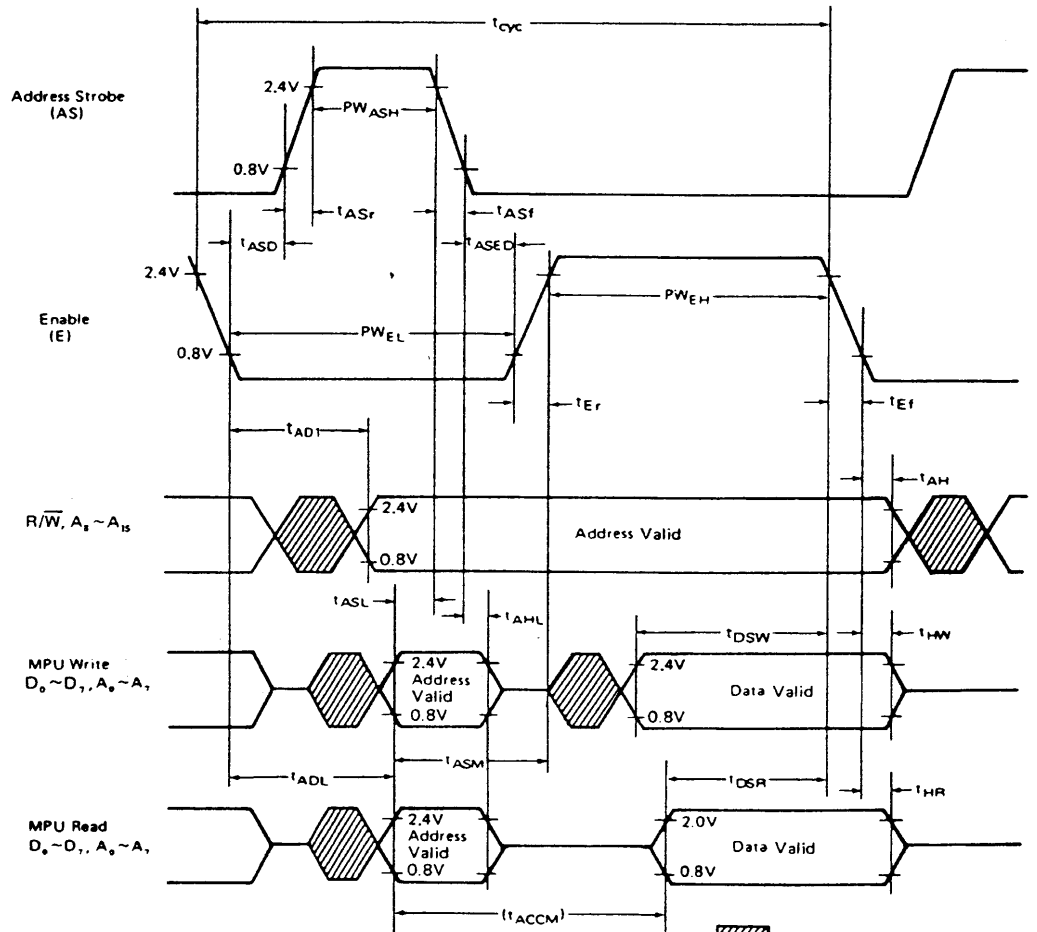 tcyc
Address Strobe
(AS)
2.4V
PWASH
0.8V
tASr
tASf
tASD
tASED
2.4V
Enable
(E)
PWEH
PWEL
0.8V
tEr
tEf
tAD1
tAH
R/W̅, A₈~A₁₅
2.4V
Address Valid
0.8V
tASL
tAHL
tDSW
tHW
MPU Write
D₀~D₇, A₀~A₇
2.4V
Address
Valid
0.8V
2.4V
Data Valid
0.8V
tADL
tASM
tDSR
tHR
MPU Read
D₀~D₇, A₀~A₇
2.4V
Address
Valid
0.8V
2.0V
Data Valid
0.8V
(tACCM)